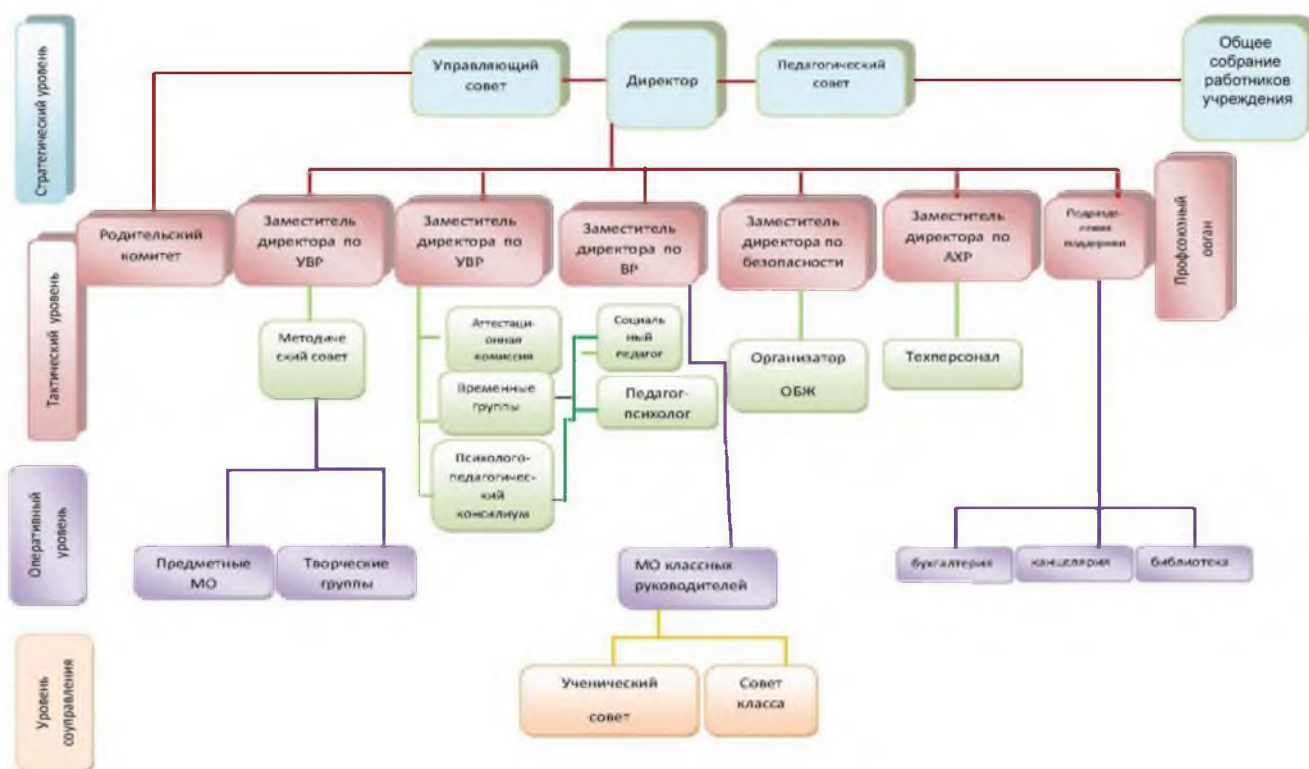 Стратегический уровень
Управляющий
совет
Директор
Педагогический
совет
Общее
собрание
работников
учреждения
Тактический уровень
Родительский
комитет
Заместитель
директора по
УВР
Заместитель
директора по
УВР
Заместитель
директора по
ВР
Заместитель
директора по
безопасности
Заместитель
директора по
АХР
Подразде-
ления
поддержки
Профсоюзный
орган
Методиче
ский совет
Аттестаци-
онная
комиссия
Временные
группы
Психолого-
педагогичес-
кий
консилиум
Социаль
ный
педагог
Педагог-
психолог
Организатор
ОБЖ
Техперсонал
Оперативный
уровень
Предметные
МО
Творческие
группы
МО классных
руководителей
бухгалтерия
канцелярия
библиотека
Уровень
соуправления
Ученический
совет
Совет
класса